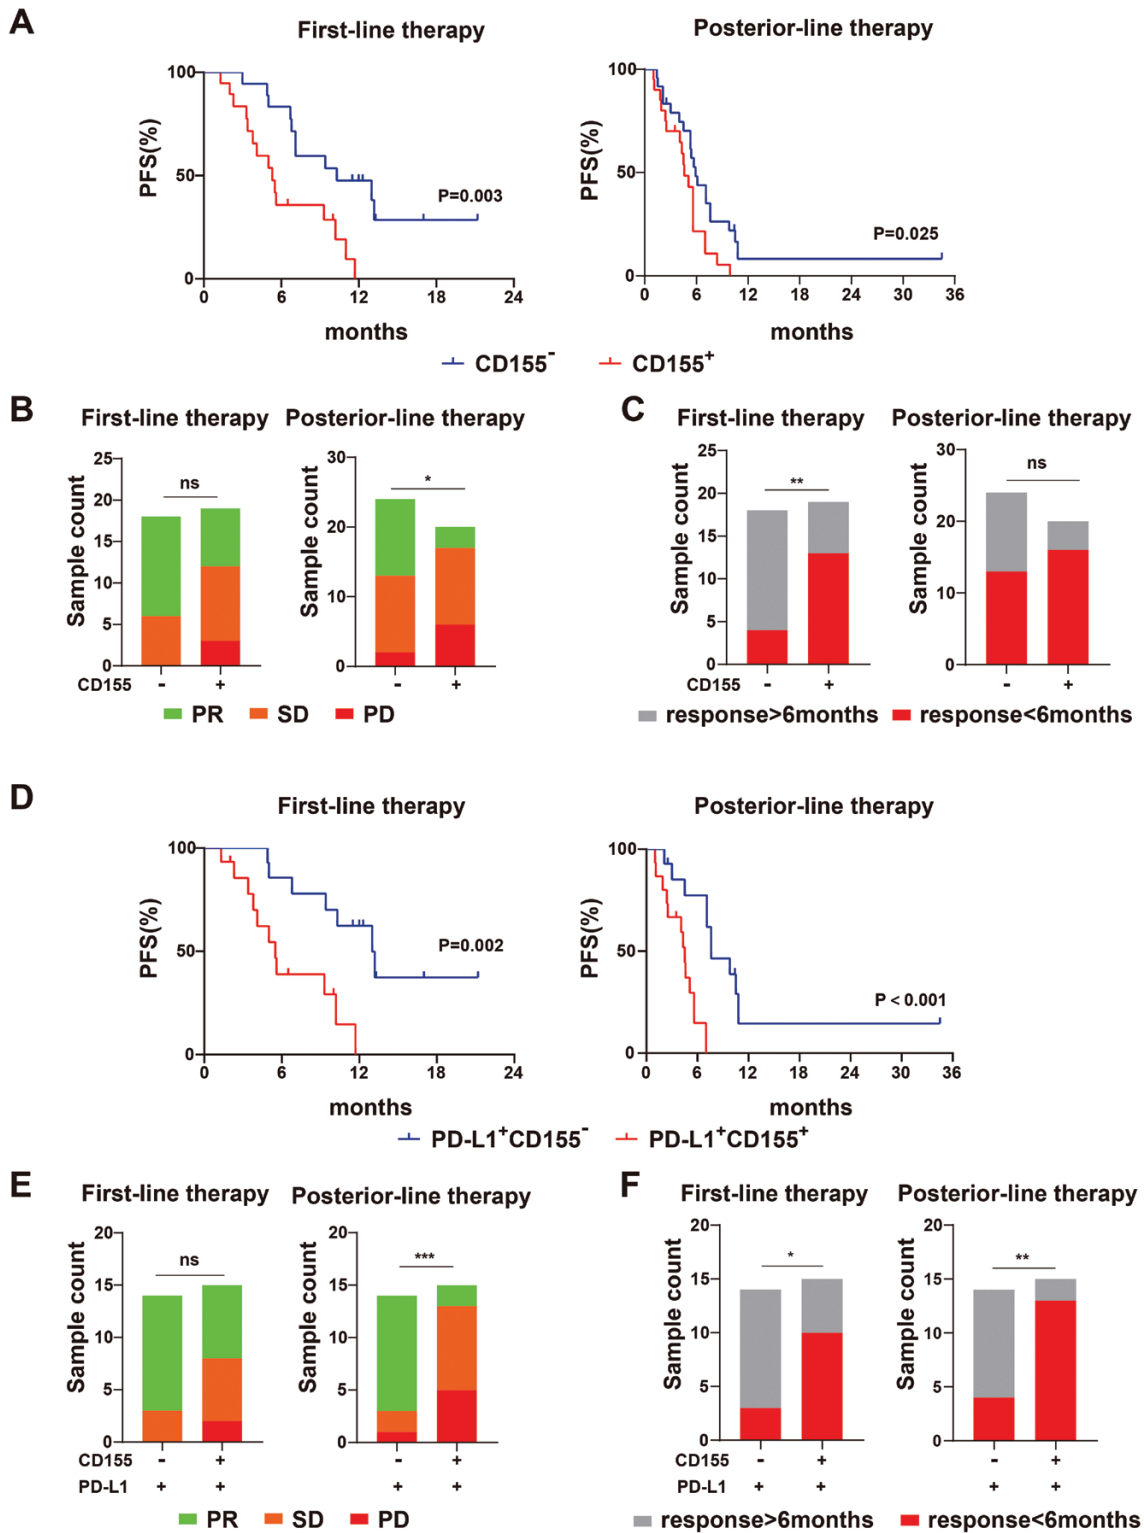 A
First-line therapy
Posterior-line therapy
PFS(%)
100
50
0
0 6 12 18 24
P=0.003
months
PFS(%)
100
50
0
0 6 12 18 24 30 36
P=0.025
months
CD155-
CD155+
B
First-line therapy
Posterior-line therapy
Sample count
25
20
15
10
5
0
ns
CD155 - +
Sample count
30
20
10
0
*
- +
PR SD PD
C
First-line therapy
Posterior-line therapy
Sample count
25
20
15
10
5
0
**
CD155 - +
Sample count
30
20
10
0
ns
- +
response>6months response<6months
D
First-line therapy
Posterior-line therapy
PFS(%)
100
50
0
0 6 12 18 24
P=0.002
months
PFS(%)
100
50
0
0 6 12 18 24 30 36
P < 0.001
months
PD-L1+CD155-
PD-L1+CD155+
E
First-line therapy
Posterior-line therapy
Sample count
20
15
10
5
0
ns
CD155 - +
PD-L1 + +
Sample count
20
15
10
5
0
***
- +
+ +
PR SD PD
F
First-line therapy
Posterior-line therapy
Sample count
20
15
10
5
0
*
CD155 - +
PD-L1 + +
Sample count
20
15
10
5
0
**
- +
+ +
response>6months response<6months